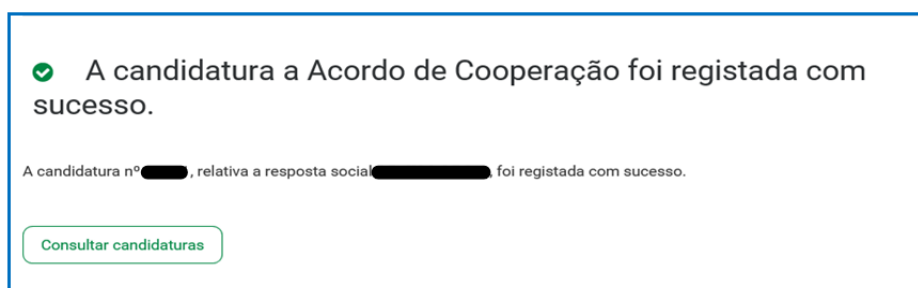 A candidatura a Acordo de Cooperação foi registada com
sucesso.
A candidatura nº , relativa a resposta social , foi registada com sucesso.
Consultar candidaturas